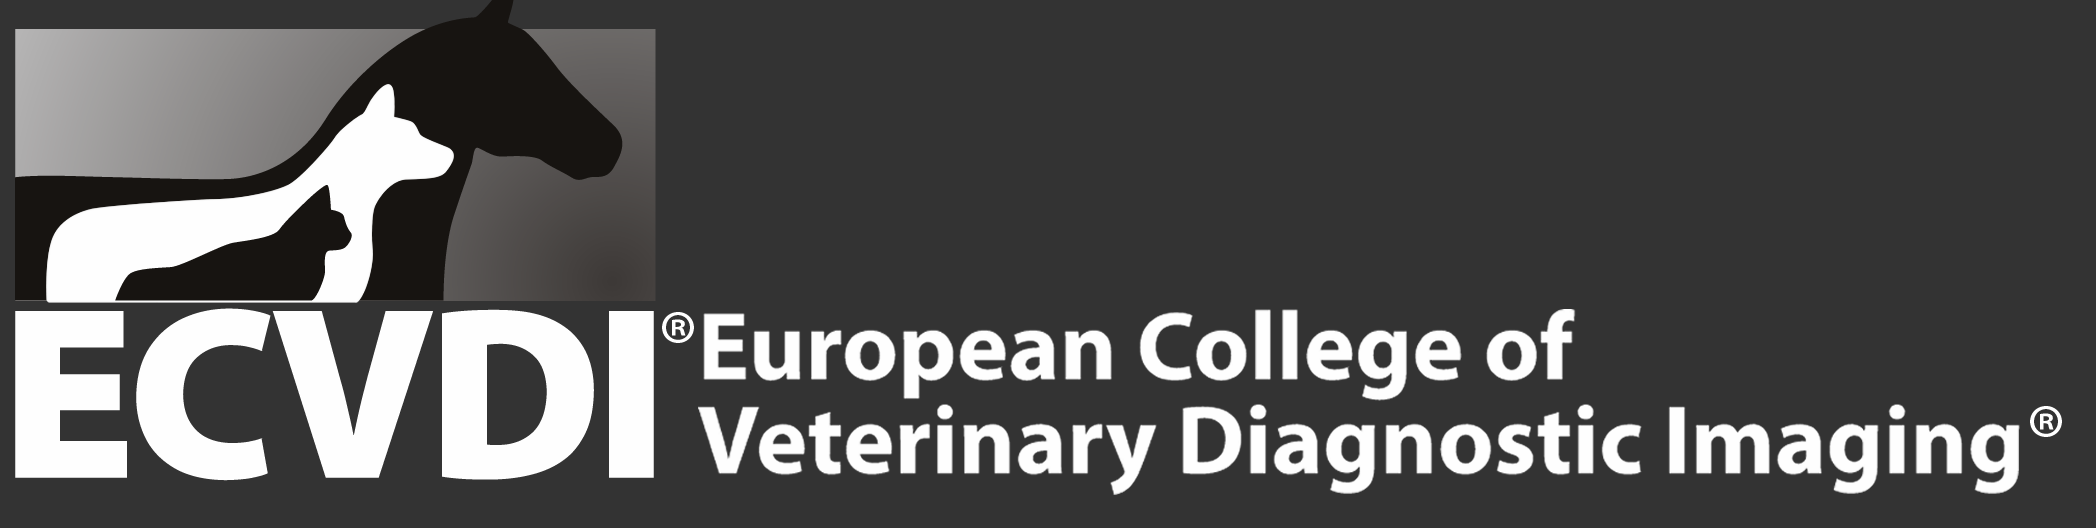 ECVDI®
European College of
Veterinary Diagnostic Imaging®